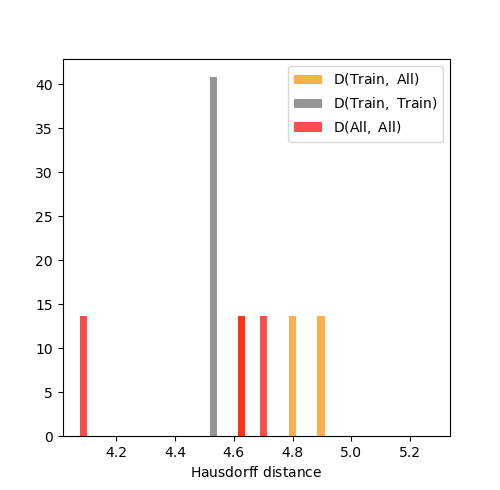 40
35
30
25
20
15
10
5
0
D(Train, All)
D(Train, Train)
D(All, All)
4.2 4.4 4.6 4.8 5.0 5.2
Hausdorff distance